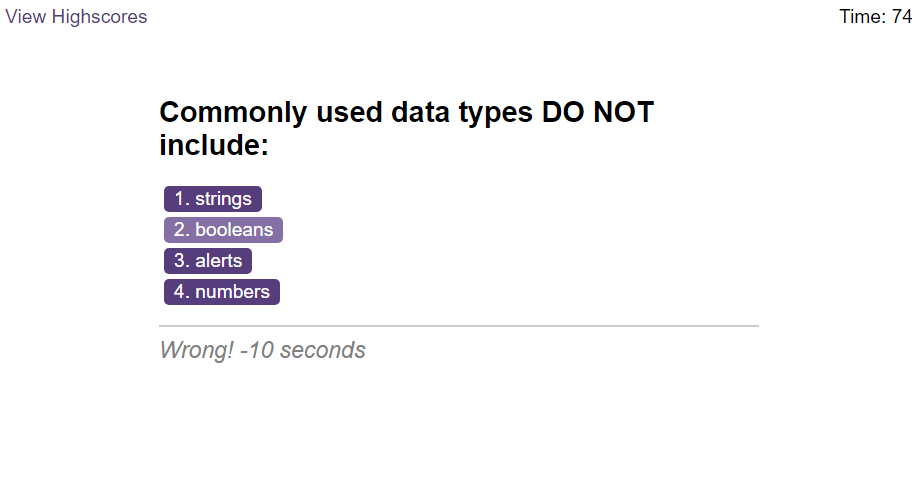 View Highscores
Time: 74
Commonly used data types DO NOT
include:
1. strings
2. booleans
3. alerts
4. numbers
Wrong! -10 seconds